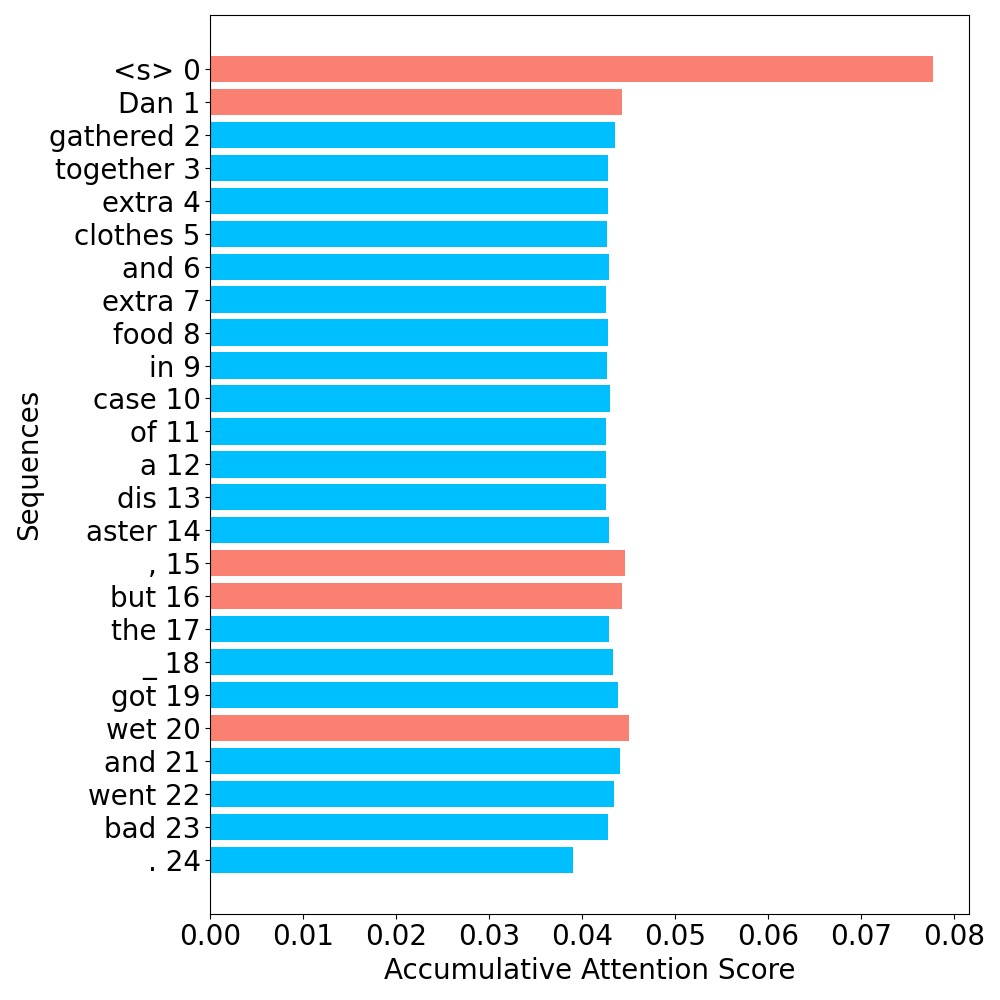 <s> 0
Dan 1
gathered 2
together 3
extra 4
clothes 5
and 6
extra 7
food 8
in 9
case 10
of 11
a 12
dis 13
aster 14
, 15
but 16
the 17
_ 18
got 19
wet 20
and 21
went 22
bad 23
. 24
Sequences
0.00 0.01 0.02 0.03 0.04 0.05 0.06 0.07 0.08
Accumulative Attention Score